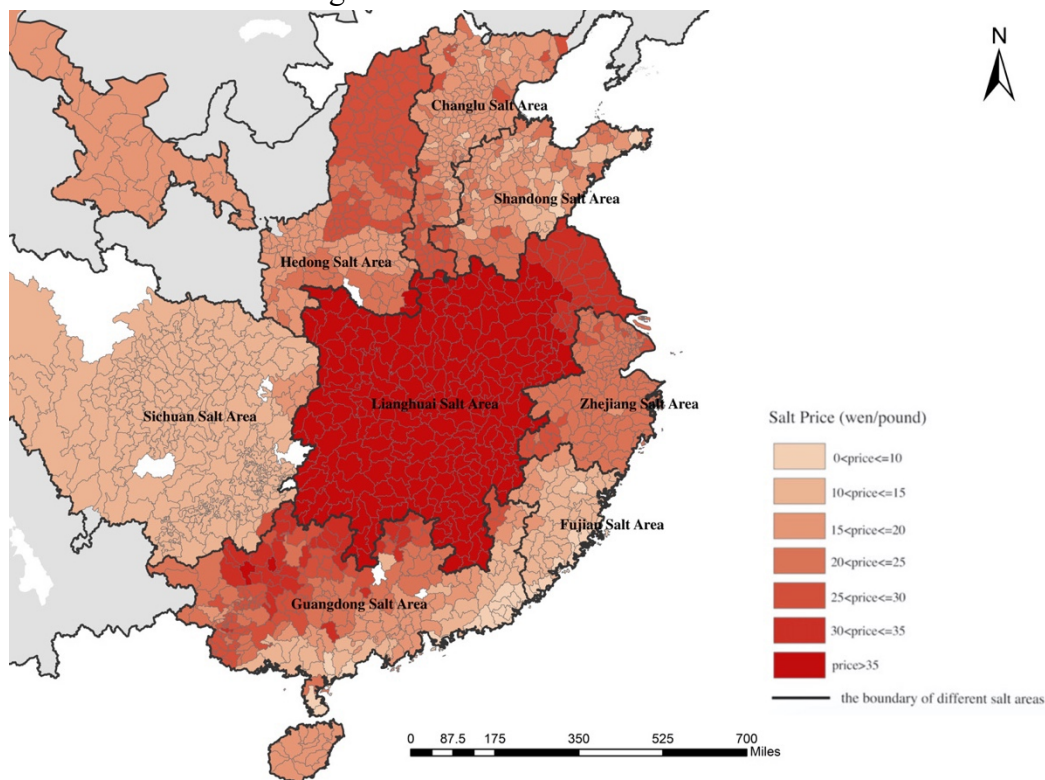 N
Changlu Salt Area
Shandong Salt Area
Hedong Salt Area
Sichuan Salt Area
Lianghuai Salt Area
Zhejiang Salt Area
Fujian Salt Area
Guangdong Salt Area
Salt Price (wen/pound)
0<price<=10
10<price<=15
15<price<=20
20<price<=25
25<price<=30
30<price<=35
price>35
the boundary of different salt areas
0 87.5 175 350 525 700
Miles